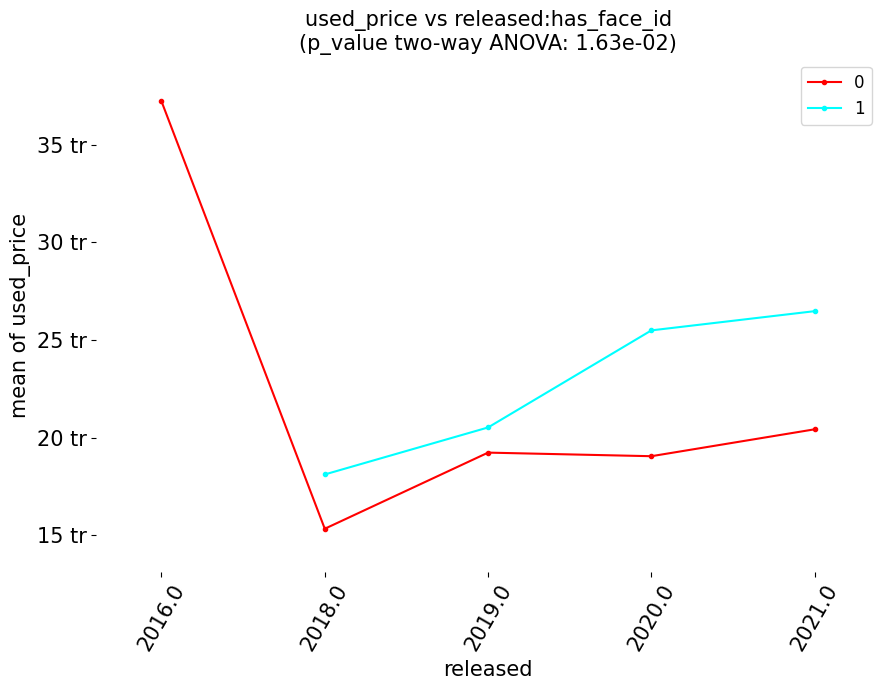 used_price vs released:has_face_id
(p_value two-way ANOVA: 1.63e-02)
0
1
35 tr
30 tr
25 tr
20 tr
15 tr
mean of used_price
2016.0
2018.0
2019.0
2020.0
2021.0
released